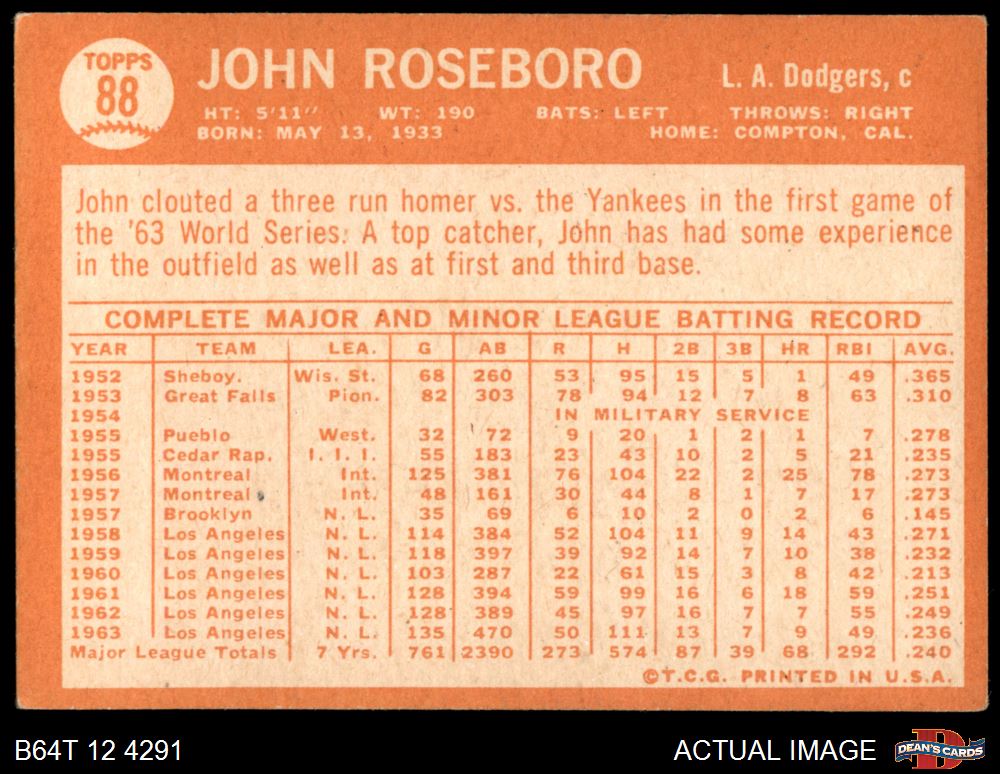 TOPPS
88
JOHN ROSEBORO
L. A. Dodgers, c
HT: 5'11" WT: 190 BATS: LEFT THROWS: RIGHT
BORN: MAY 13, 1933 HOME: COMPTON, CAL.
John clouted a three run homer vs. the Yankees in the first game of
the '63 World Series. A top catcher, John has had some experience
in the outfield as well as at first and third base.
COMPLETE MAJOR AND MINOR LEAGUE BATTING RECORD
YEAR TEAM LEA. G AB R H 2B 3B HR RBI AVG.
1952 Sheboy. Wis. St. 68 260 53 95 15 5 1 49 .365
1953 Great Falls Pion. 82 303 78 94 12 7 8 63 .310
1954 IN MILITARY SERVICE
1955 Pueblo West. 32 72 9 20 1 2 1 7 .278
1955 Cedar Rap. I. I. I. 55 183 23 43 10 2 5 21 .235
1956 Montreal Int. 125 381 76 104 22 2 25 78 .273
1957 Montreal Int. 48 161 30 44 8 1 7 17 .273
1957 Brooklyn N. L. 35 69 6 10 2 0 2 6 .145
1958 Los Angeles N. L. 114 384 52 104 11 9 14 43 .271
1959 Los Angeles N. L. 118 397 39 92 14 7 10 38 .232
1960 Los Angeles N. L. 103 287 22 61 15 3 8 42 .213
1961 Los Angeles N. L. 128 394 59 99 16 6 18 59 .251
1962 Los Angeles N. L. 128 389 45 97 16 7 7 55 .249
1963 Los Angeles N. L. 135 470 50 111 13 7 9 49 .236
Major League Totals 7 Yrs. 761 2390 273 574 87 39 68 292 .240
©T.C.G. PRINTED IN U.S.A.
B64T 12 4291
ACTUAL IMAGE
D
DEAN'S CARDS